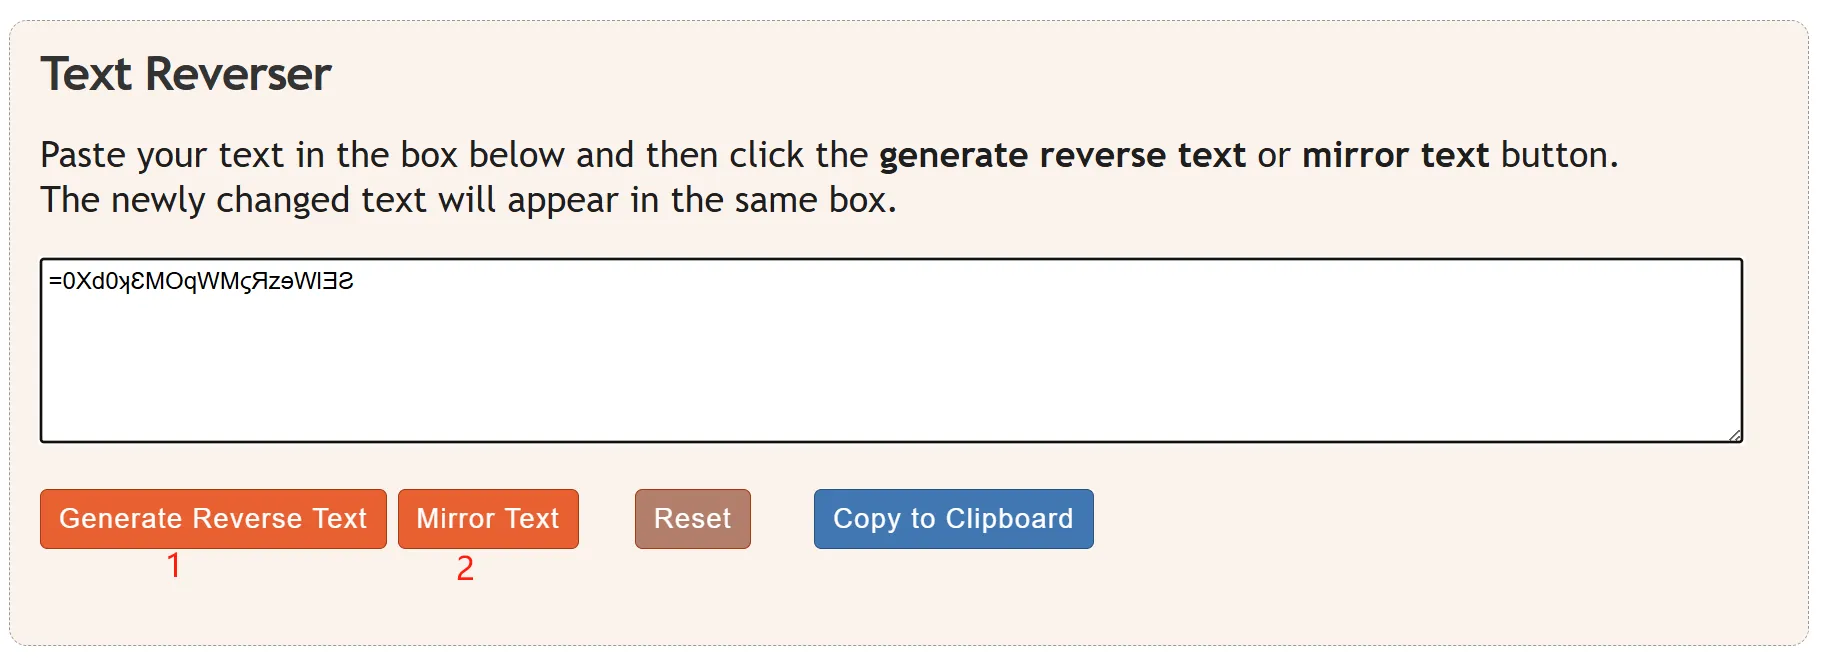 Text Reverser
Paste your text in the box below and then click the generate reverse text or mirror text button.
The newly changed text will appear in the same box.
=0Xd0ʞƐMOqWMϛЯzɘWIƎS
Generate Reverse Text
Mirror Text
Reset
Copy to Clipboard
1
2